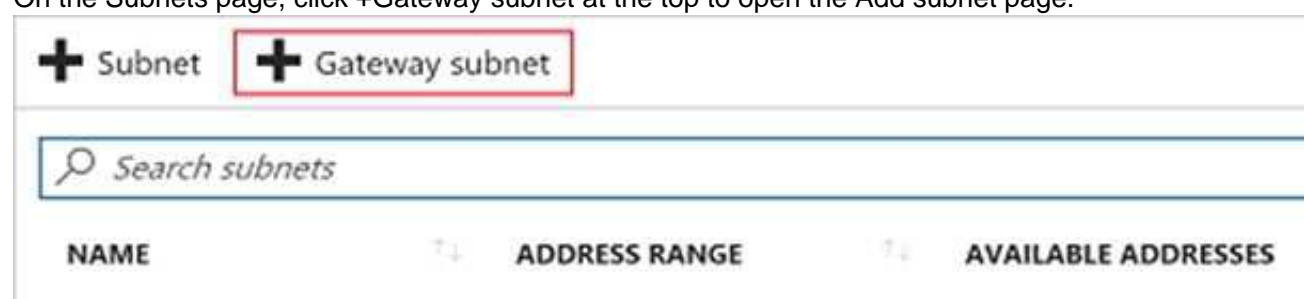 On the Subnets page, click +Gateway subnet at the top to open the Add subnet page.
Subnet Gateway subnet
Search subnets
NAME ADDRESS RANGE AVAILABLE ADDRESSES